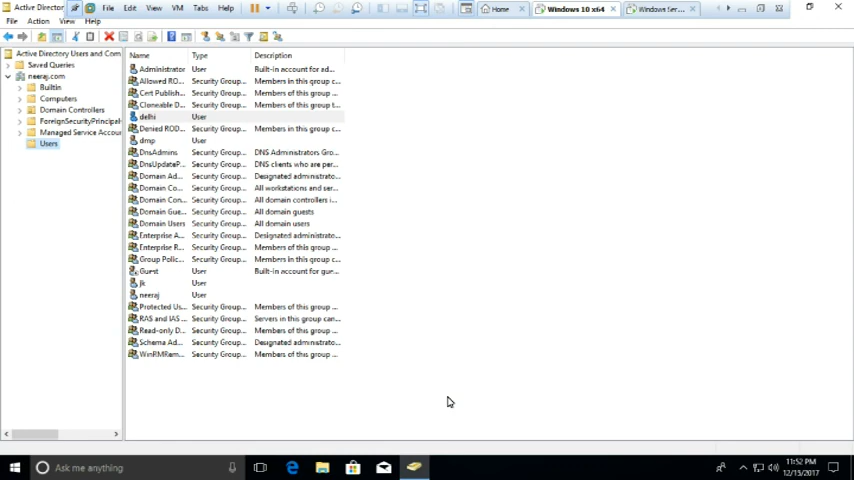 Active Director
File Edit View VM Tabs Help
Home
Windows 10 x64
Windows Ser...
File Action View Help
Active Directory Users and Com
Saved Queries
neeraj.com
Builtin
Computers
Domain Controllers
ForeignSecurityPrincipal
Managed Service Accour
Users
Name Type Description
Administrator User Built-in account for ad...
Allowed RO... Security Group... Members in this group c...
Cert Publish... Security Group... Members of this group ...
Cloneable D... Security Group... Members of this group t...
delhi User
Denied ROD... Security Group... Members in this group c...
dmp User
DnsAdmins Security Group... DNS Administrators Gro...
DnsUpdateP... Security Group... DNS clients who are per...
Domain Ad... Security Group... Designated administrato...
Domain Co... Security Group... All workstations and ser...
Domain Con... Security Group... All domain controllers i...
Domain Gue... Security Group... All domain guests
Domain Users Security Group... All domain users
Enterprise A... Security Group... Designated administrato...
Enterprise R... Security Group... Members of this group ...
Group Polic... Security Group... Members in this group c...
Guest User Built-in account for gue...
jk User
neeraj User
Protected Us... Security Group... Members of this group ...
RAS and IAS ... Security Group... Servers in this group can...
Read-only D... Security Group... Members of this group ...
Schema Ad... Security Group... Designated administrato...
WinRMRem... Security Group... Members of this group ...
Ask me anything
11:52 PM
12/15/2017